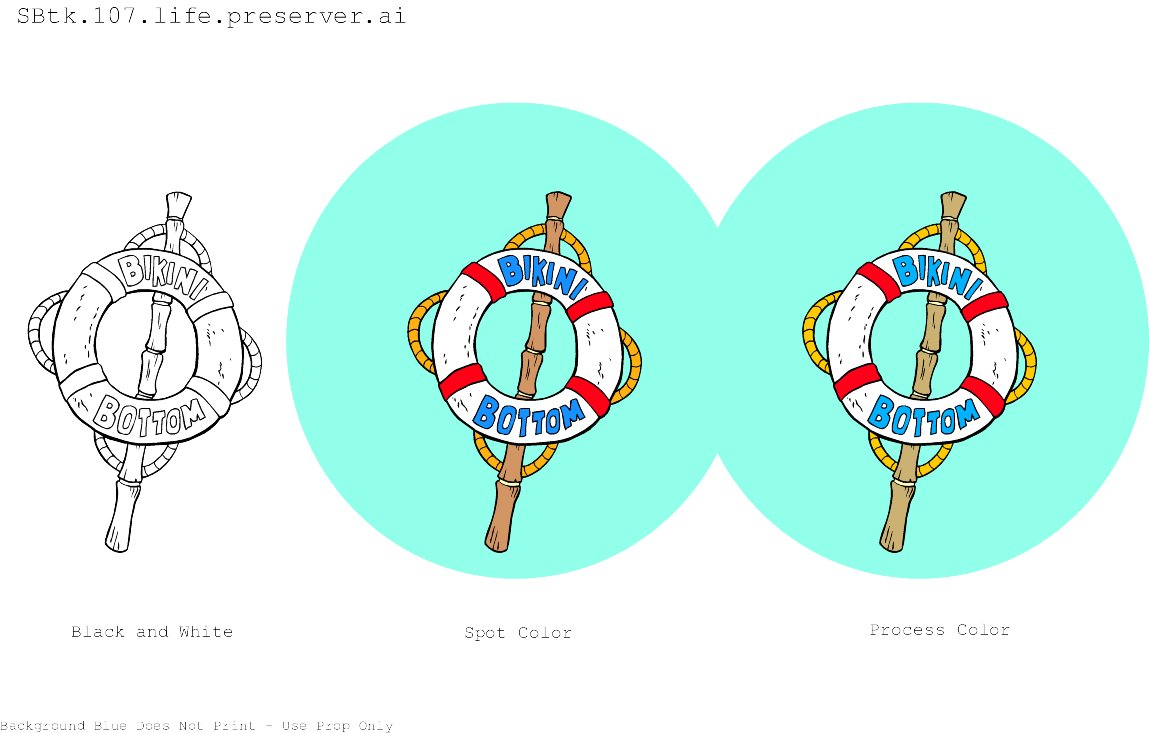 SBtk.107.life.preserver.ai
BIKINI
BOTTOM
BIKINI
BOTTOM
BIKINI
BOTTOM
Black and White
Spot Color
Process Color
Background Blue Does Not Print - Use Prop Only